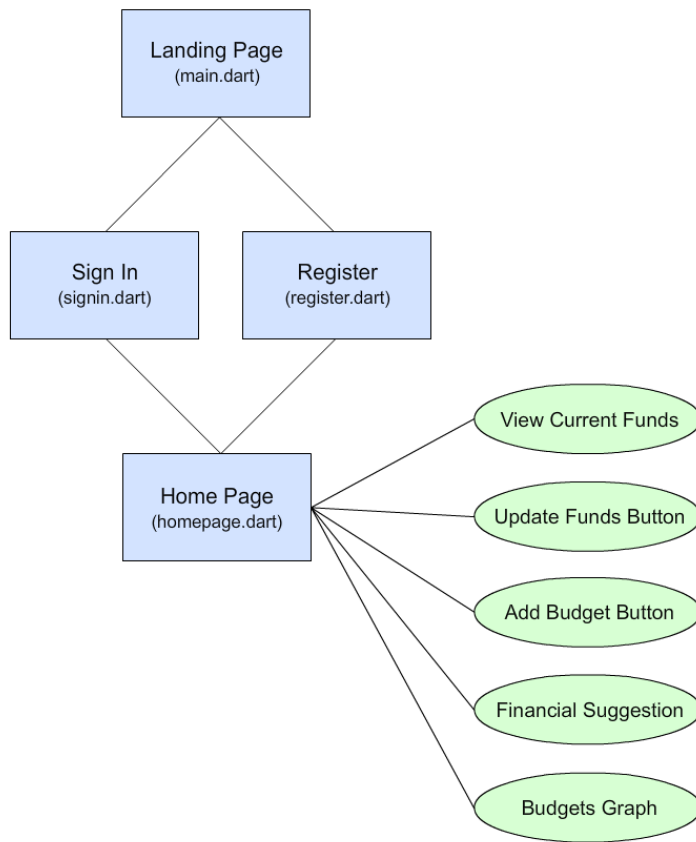 Landing Page
(main.dart)
Sign In
(signin.dart)
Register
(register.dart)
Home Page
(homepage.dart)
View Current Funds
Update Funds Button
Add Budget Button
Financial Suggestion
Budgets Graph